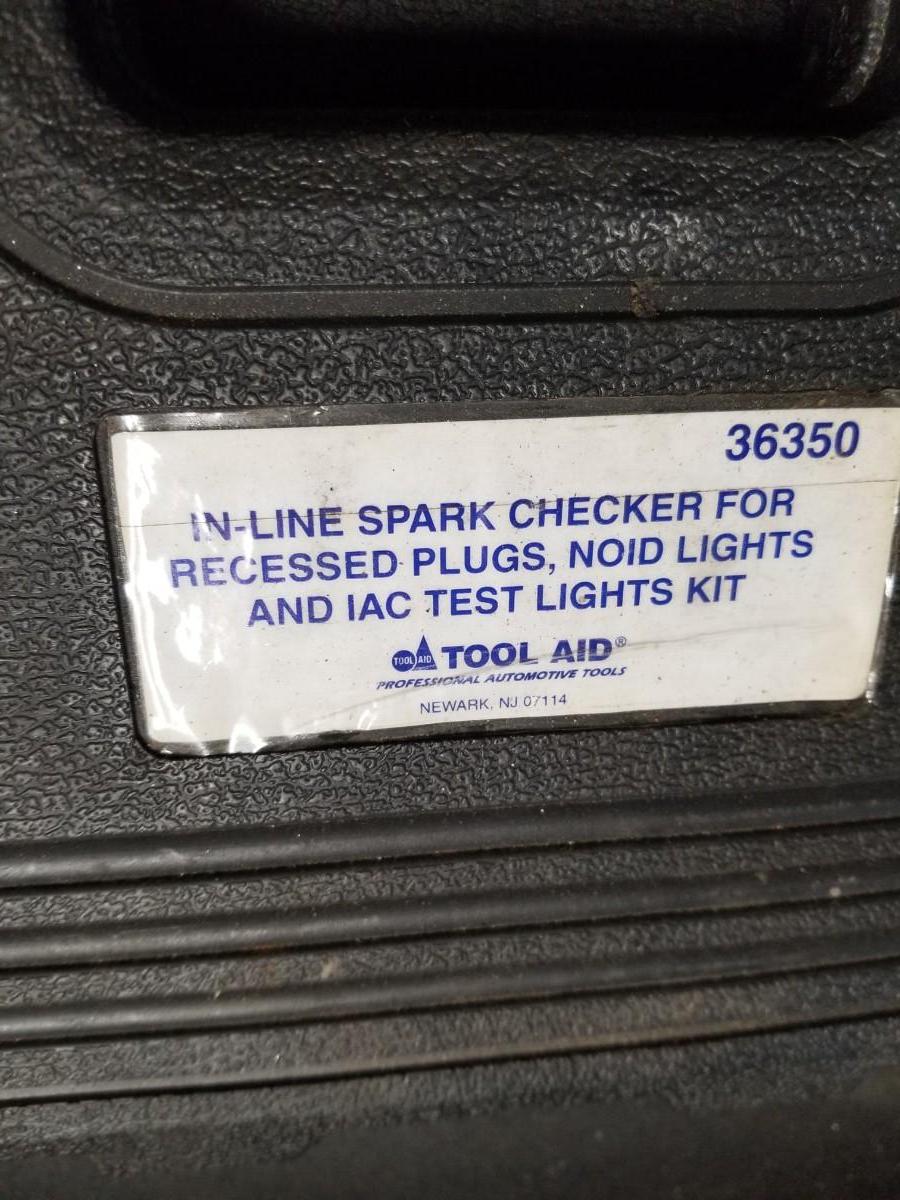 36350
IN-LINE SPARK CHECKER FOR
RECESSED PLUGS, NOID LIGHTS
AND IAC TEST LIGHTS KIT
TOOL AID TOOL AID®
PROFESSIONAL AUTOMOTIVE TOOLS
NEWARK, NJ 07114